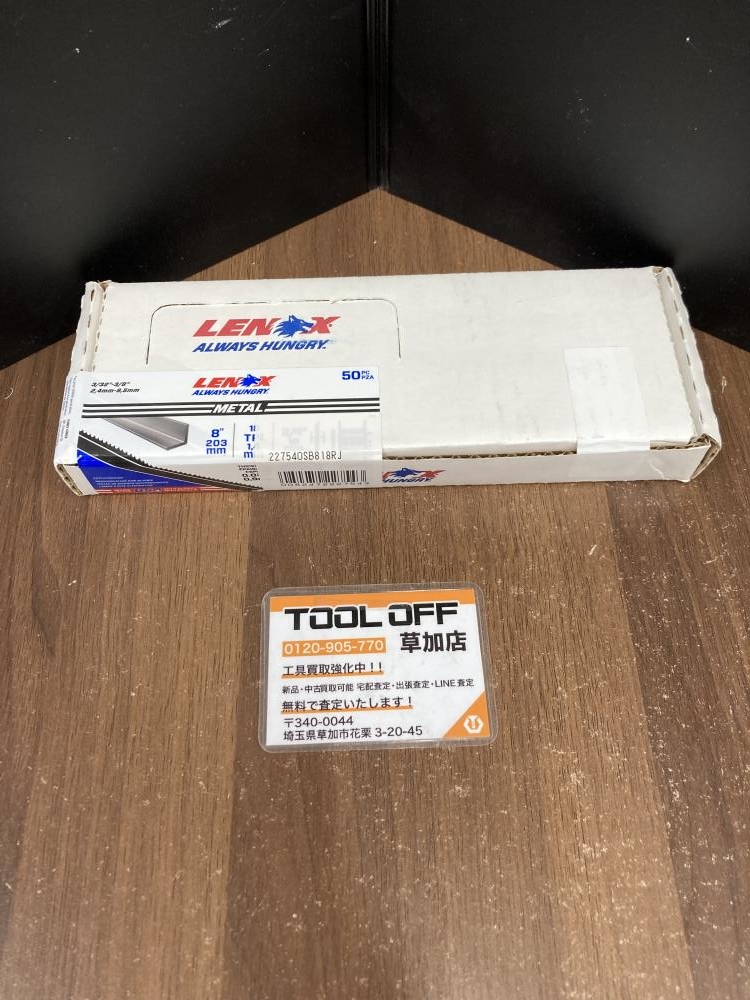 LENOX
ALWAYS HUNGRY.
3/32"-3/8"
2,4mm-9,5mm
LENOX
ALWAYS HUNGRY.
50 PC
PZA
METAL
8"
203
mm
227540SB818RJ
HUNGRY.
TOOL OFF
0120-905-770 草加店
工具買取強化中!!
新品・中古買取可能 宅配査定・出張査定・LINE査定
無料で査定いたします!
〒340-0044
埼玉県草加市花栗 3-20-45